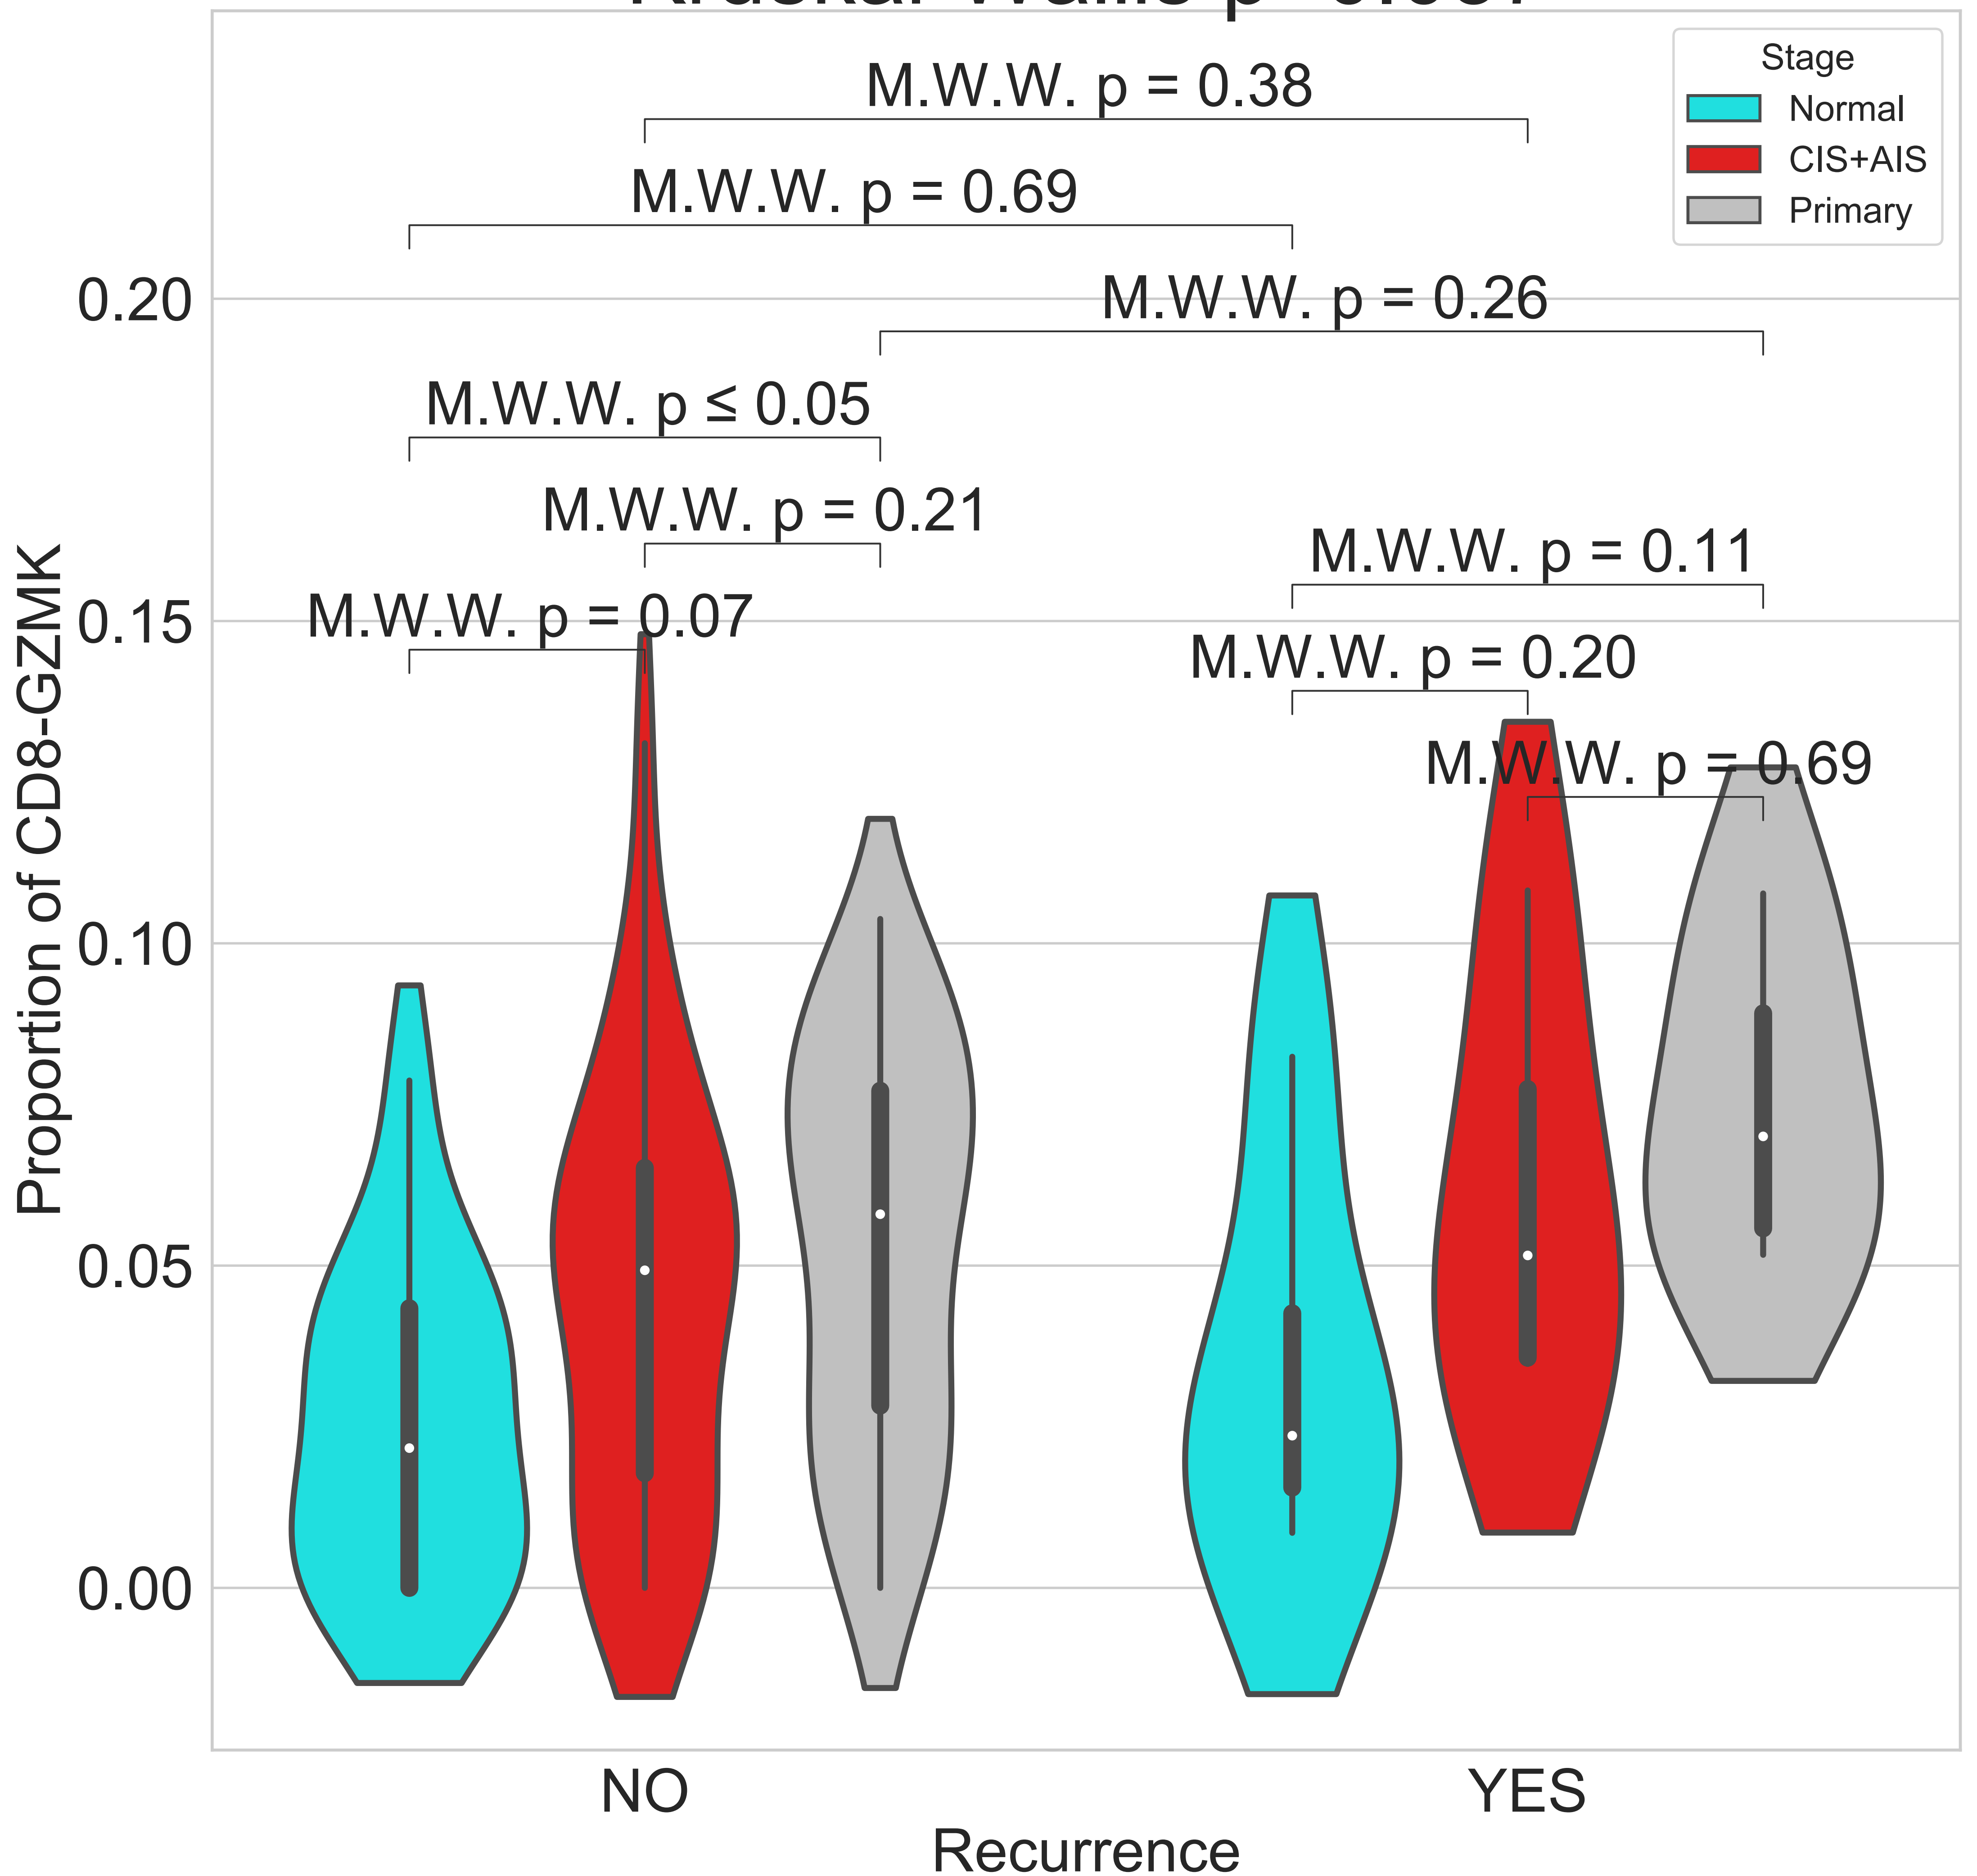 Stage
Normal
CIS+AIS
Primary
M.W.W. p = 0.38
M.W.W. p = 0.69
M.W.W. p = 0.26
M.W.W. p ≤ 0.05
M.W.W. p = 0.21
M.W.W. p = 0.11
M.W.W. p = 0.07
M.W.W. p = 0.20
M.W.W. p = 0.69
Proportion of CD8-GZMK
0.20
0.15
0.10
0.05
0.00
NO
YES
Recurrence